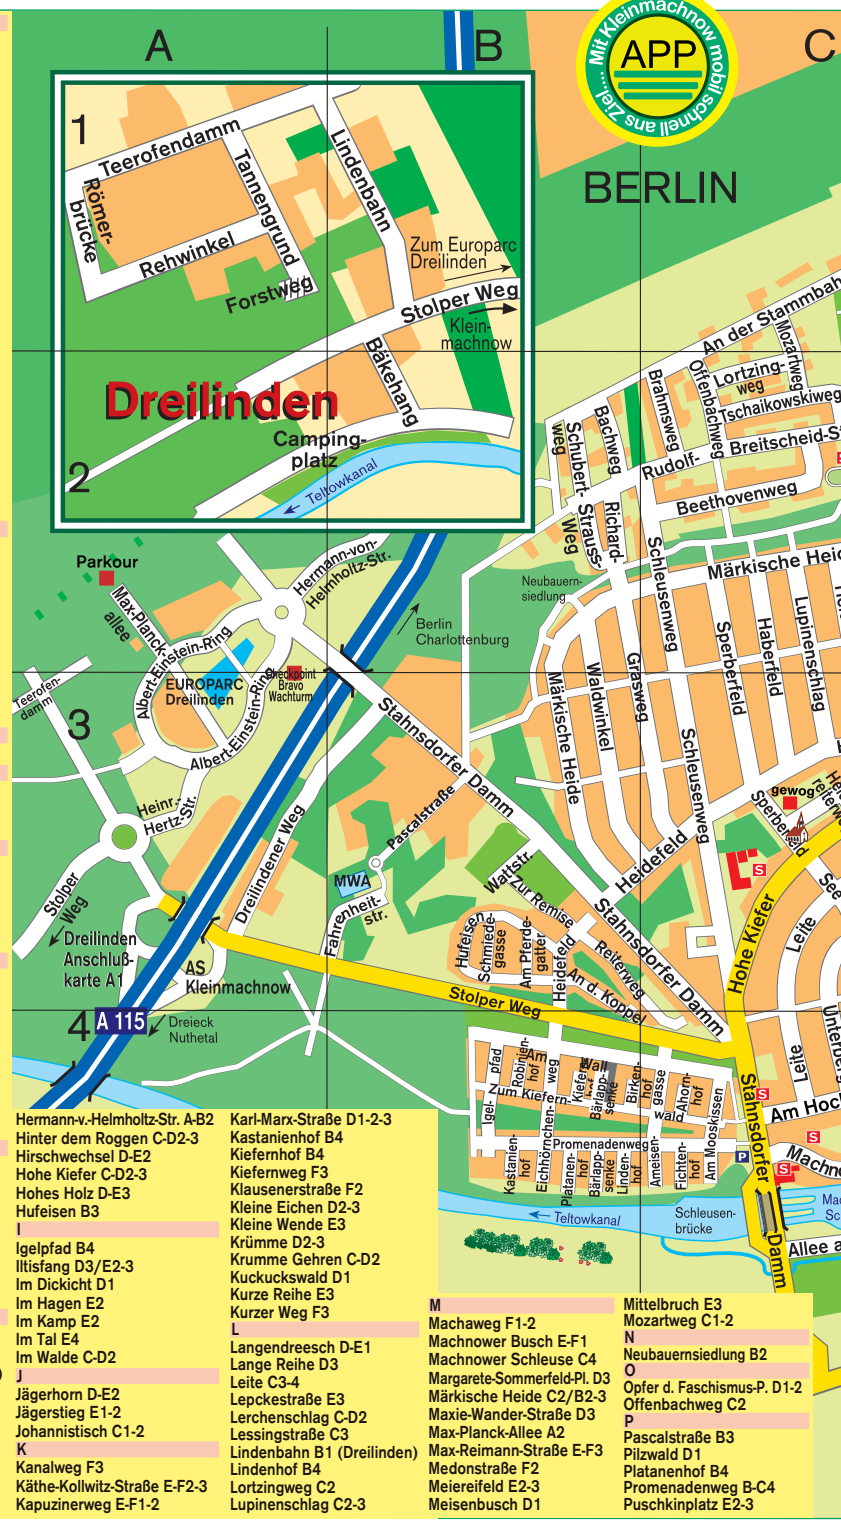 A
B
C
Mit Kleinmachnow mobil schnell ans Ziel....
APP
1
BERLIN
Teerofendamm
Tannengrund
Lindenbahn
Römer-
brücke
Rehwinkel
Forstweg
Zum Europarc
Dreilinden
Stolper Weg
Klein-
machnow
Bäkehang
Dreilinden
Camping-
platz
2
Teltowkanal
An der Stammbah
Mozartweg
Offenbachweg
Lortzing-
weg
Tschaikowskiweg
Brahmsweg
Bachweg
Schubert-
weg
Rudolf-
Breitscheid-S
Beethovenweg
Richard-
Strauss-
Weg
Schleusenweg
Märkische Heid
Neubauern-
siedlung
Parkour
Max-Planck-
allee
Hermann-von-
Helmholtz-Str.
Albert-Einstein-Ring
Berlin
Charlottenburg
EUROPARC
Dreilinden
Checkpoint
Bravo
Wachturm
Albert-Einstein-Ring
Teerofen-
damm
3
Heinr.-
Hertz-Str.
Stahnsdorfer Damm
Märkische Heide
Waldwinkel
Grasweg
Sperberfeld
Haberfeld
Lupinenschlag
Schleusenweg
gewog
Sperberfeld
reiterweg
Heidefeld
Pascalstraße
Dreilindener Weg
MWA
Fahrenheit-
str.
Wattstr.
Zur Remise
Stahnsdorfer Damm
Hufeisen
Schmiede-
gasse
Am Pferde-
gatter
Heidefeld
Reiterweg
An d. Koppel
S
Hohe Kiefer
See
Leite
Stolper
Weg
Dreilinden
Anschluß-
karte A1
AS
Kleinmachnow
Stolper Weg
4
A 115
Dreieck
Nuthetal
Leite
Unterber
Igel-
pfad
Robinien-
hof
Am Wall
Eichhörnchen-
weg
Kiefern-
hof
Bärlapp-
senke
Birken-
hof
Ameisen-
gasse
Ahorn-
hof
Zum Kiefern-
wald
Am Mooskissen
Promenadenweg
Kastanien-
hof
Platanen-
hof
Bärlapp-
senke
Linden-
hof
Fichten-
hof
P
S
S
S
Am Hoc
Machno
Stahnsdorfer
Damm
Teltowkanal
Schleusen-
brücke
Mac
Sc
Allee a
Hermann-v.-Helmholtz-Str. A-B2
Hinter dem Roggen C-D2-3
Hirschwechsel D-E2
Hohe Kiefer C-D2-3
Hohes Holz D-E3
Hufeisen B3
I
Igelpfad B4
Iltisfang D3/E2-3
Im Dickicht D1
Im Hagen E2
Im Kamp E2
Im Tal E4
Im Walde C-D2
J
Jägerhorn D-E2
Jägerstieg E1-2
Johannistisch C1-2
K
Kanalweg F3
Käthe-Kollwitz-Straße E-F2-3
Kapuzinerweg E-F1-2
Karl-Marx-Straße D1-2-3
Kastanienhof B4
Kiefernhof B4
Kiefernweg F3
Klausenerstraße F2
Kleine Eichen D2-3
Kleine Wende E3
Krümme D2-3
Krumme Gehren C-D2
Kuckuckswald D1
Kurze Reihe E3
Kurzer Weg F3
L
Langendreesch D-E1
Lange Reihe D3
Leite C3-4
Lepckestraße E3
Lerchenschlag C-D2
Lessingstraße C3
Lindenbahn B1 (Dreilinden)
Lindenhof B4
Lortzingweg C2
Lupinenschlag C2-3
M
Machaweg F1-2
Machnower Busch E-F1
Machnower Schleuse C4
Margarete-Sommerfeld-Pl. D3
Märkische Heide C2/B2-3
Maxie-Wander-Straße D3
Max-Planck-Allee A2
Max-Reimann-Straße E-F3
Medonstraße F2
Meiereifeld E2-3
Meisenbusch D1
Mittelbruch E3
Mozartweg C1-2
N
Neubauernsiedlung B2
O
Opfer d. Faschismus-P. D1-2
Offenbachweg C2
P
Pascalstraße B3
Pilzwald D1
Platanenhof B4
Promenadenweg B-C4
Puschkinplatz E2-3